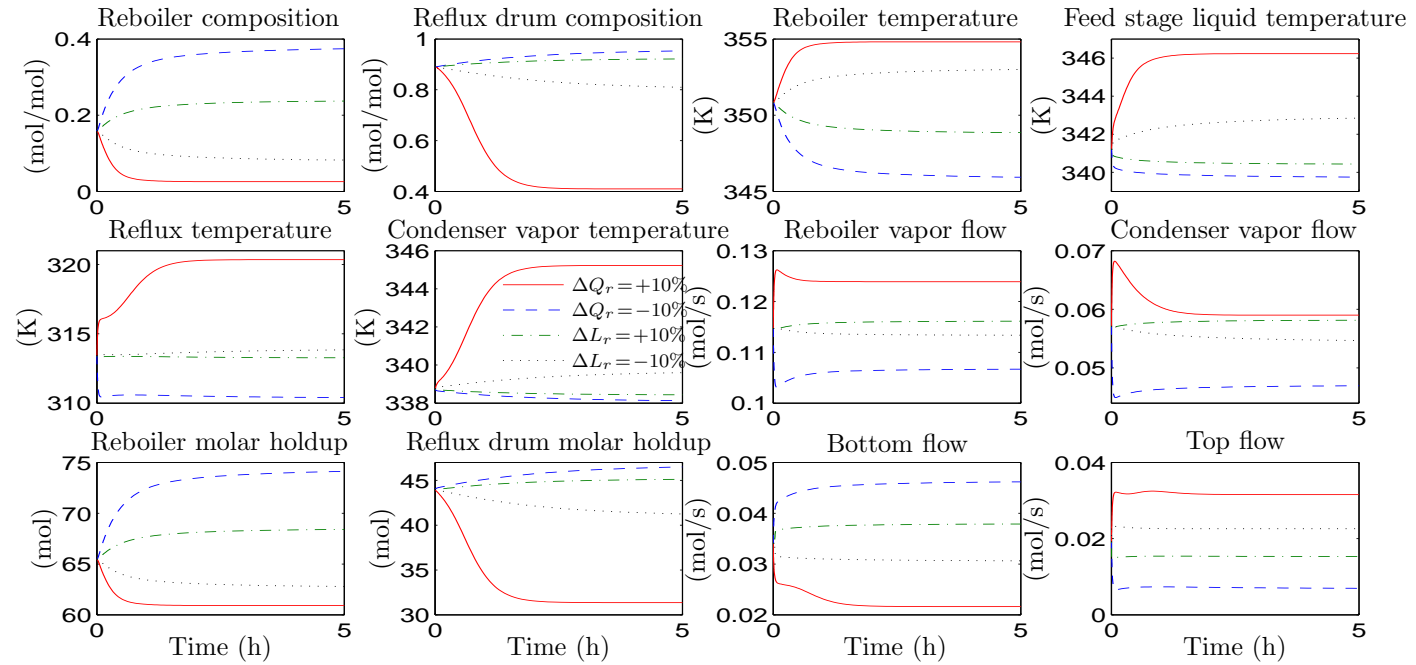 Reboiler composition
0.4
0.2
0
0
5
(mol/mol)
Reflux drum composition
1
0.8
0.6
0.4
0
5
(mol/mol)
Reboiler temperature
355
350
345
0
5
(K)
Feed stage liquid temperature
346
344
342
340
0
5
(K)
Reflux temperature
320
315
310
0
5
(K)
Condenser vapor temperature
346
344
342
340
338
0
5
(K)
ΔQr=+10%
ΔQr=−10%
ΔLr=+10%
ΔLr=−10%
Reboiler vapor flow
0.13
0.12
0.11
0.1
0
5
(mol/s)
Condenser vapor flow
0.07
0.06
0.05
0
5
(mol/s)
Reboiler molar holdup
75
70
65
60
0
5
(mol)
Time (h)
Reflux drum molar holdup
45
40
35
30
0
5
(mol)
Time (h)
Bottom flow
0.05
0.04
0.03
0.02
0
5
(mol/s)
Time (h)
Top flow
0.04
0.02
0
0
5
(mol/s)
Time (h)